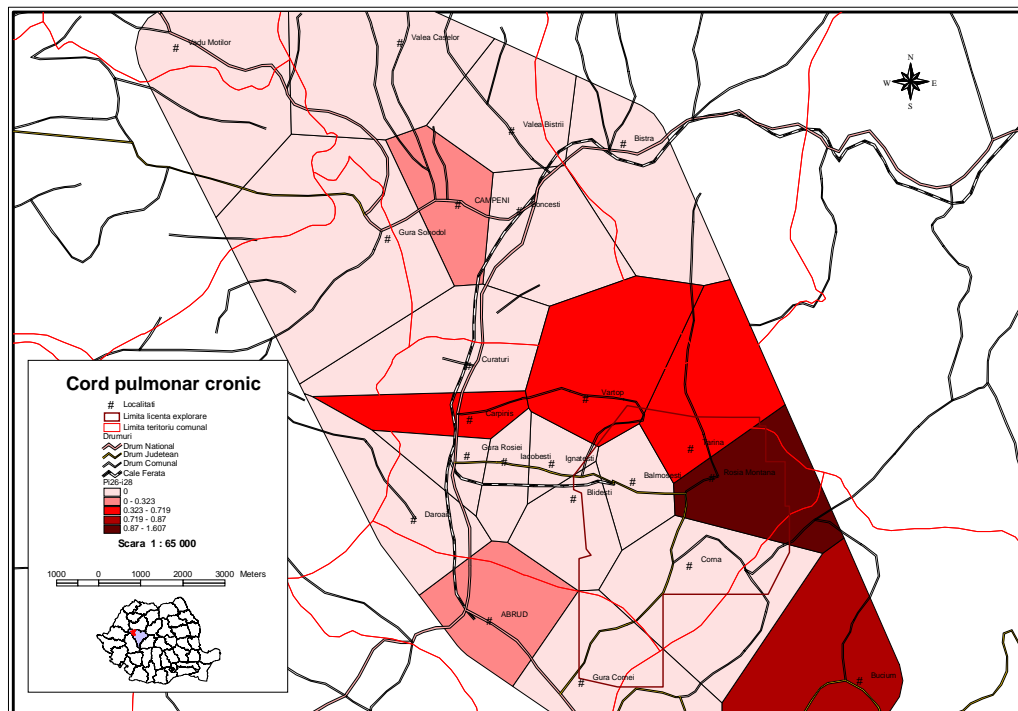 Vadu Motilor
Valea Caselor
N
W E
S
Valea Bistrii
Bistra
CAMPENI
Boncesti
Gura Sohodol
Curaturi
Vartop
Carpinis
Gura Rosiei
Iacobesti
Ignatesti
Tarina
Balmosesti
Rosia Montana
Blidesti
Daroaia
Corna
ABRUD
Gura Cornei
Bucium
Cord pulmonar cronic
# Localitati
Limita licenta explorare
Limita teritoriu comunal
Drumuri
Drum National
Drum Judetean
Drum Comunal
Cale Ferata
Pi26-i28
0
0 - 0.323
0.323 - 0.719
0.719 - 0.87
0.87 - 1.607
Scara 1 : 65 000
1000 0 1000 2000 3000 Meters